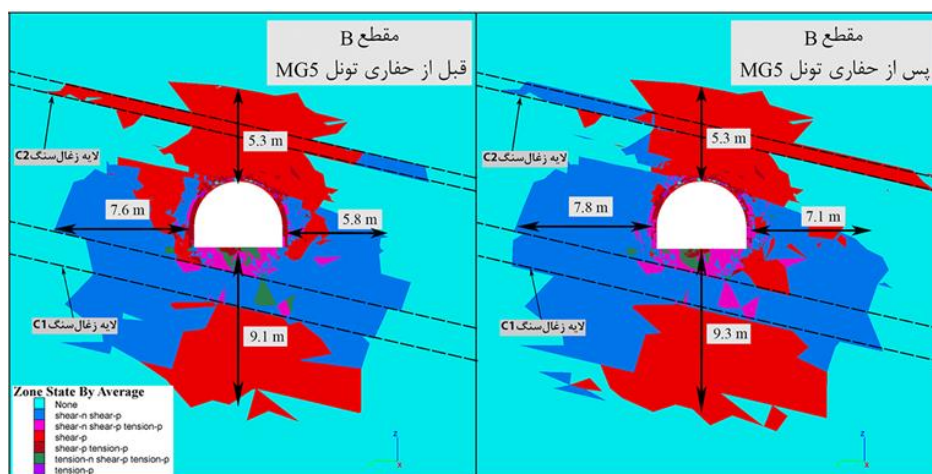 مقطع B
قبل از حفاری تونل MG5
5.3 m
لایه زغال‌سنگ C2
7.6 m
5.8 m
لایه زغال‌سنگ C1
9.1 m
Zone State By Average
None
shear-n shear-p
shear-n shear-p tension-p
shear-p
shear-p tension-p
tension-n shear-p tension-p
tension-p
z
x
مقطع B
پس از حفاری تونل MG5
5.3 m
لایه زغال‌سنگ C2
7.8 m
7.1 m
لایه زغال‌سنگ C1
9.3 m
z
x